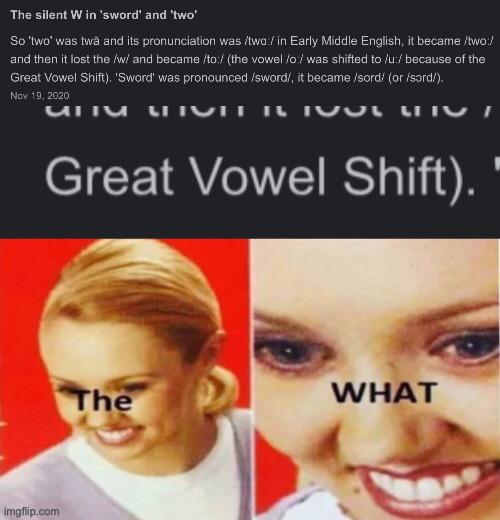 The silent W in 'sword' and 'two'
So 'two' was twā and its pronunciation was /twɑː/ in Early Middle English, it became /twoː/
and then it lost the /w/ and became /toː/ (the vowel /oː/ was shifted to /uː/ because of the
Great Vowel Shift). 'Sword' was pronounced /sword/, it became /sord/ (or /sɔrd/).
Nov 19, 2020
Great Vowel Shift). '
The
WHAT
imgflip.com